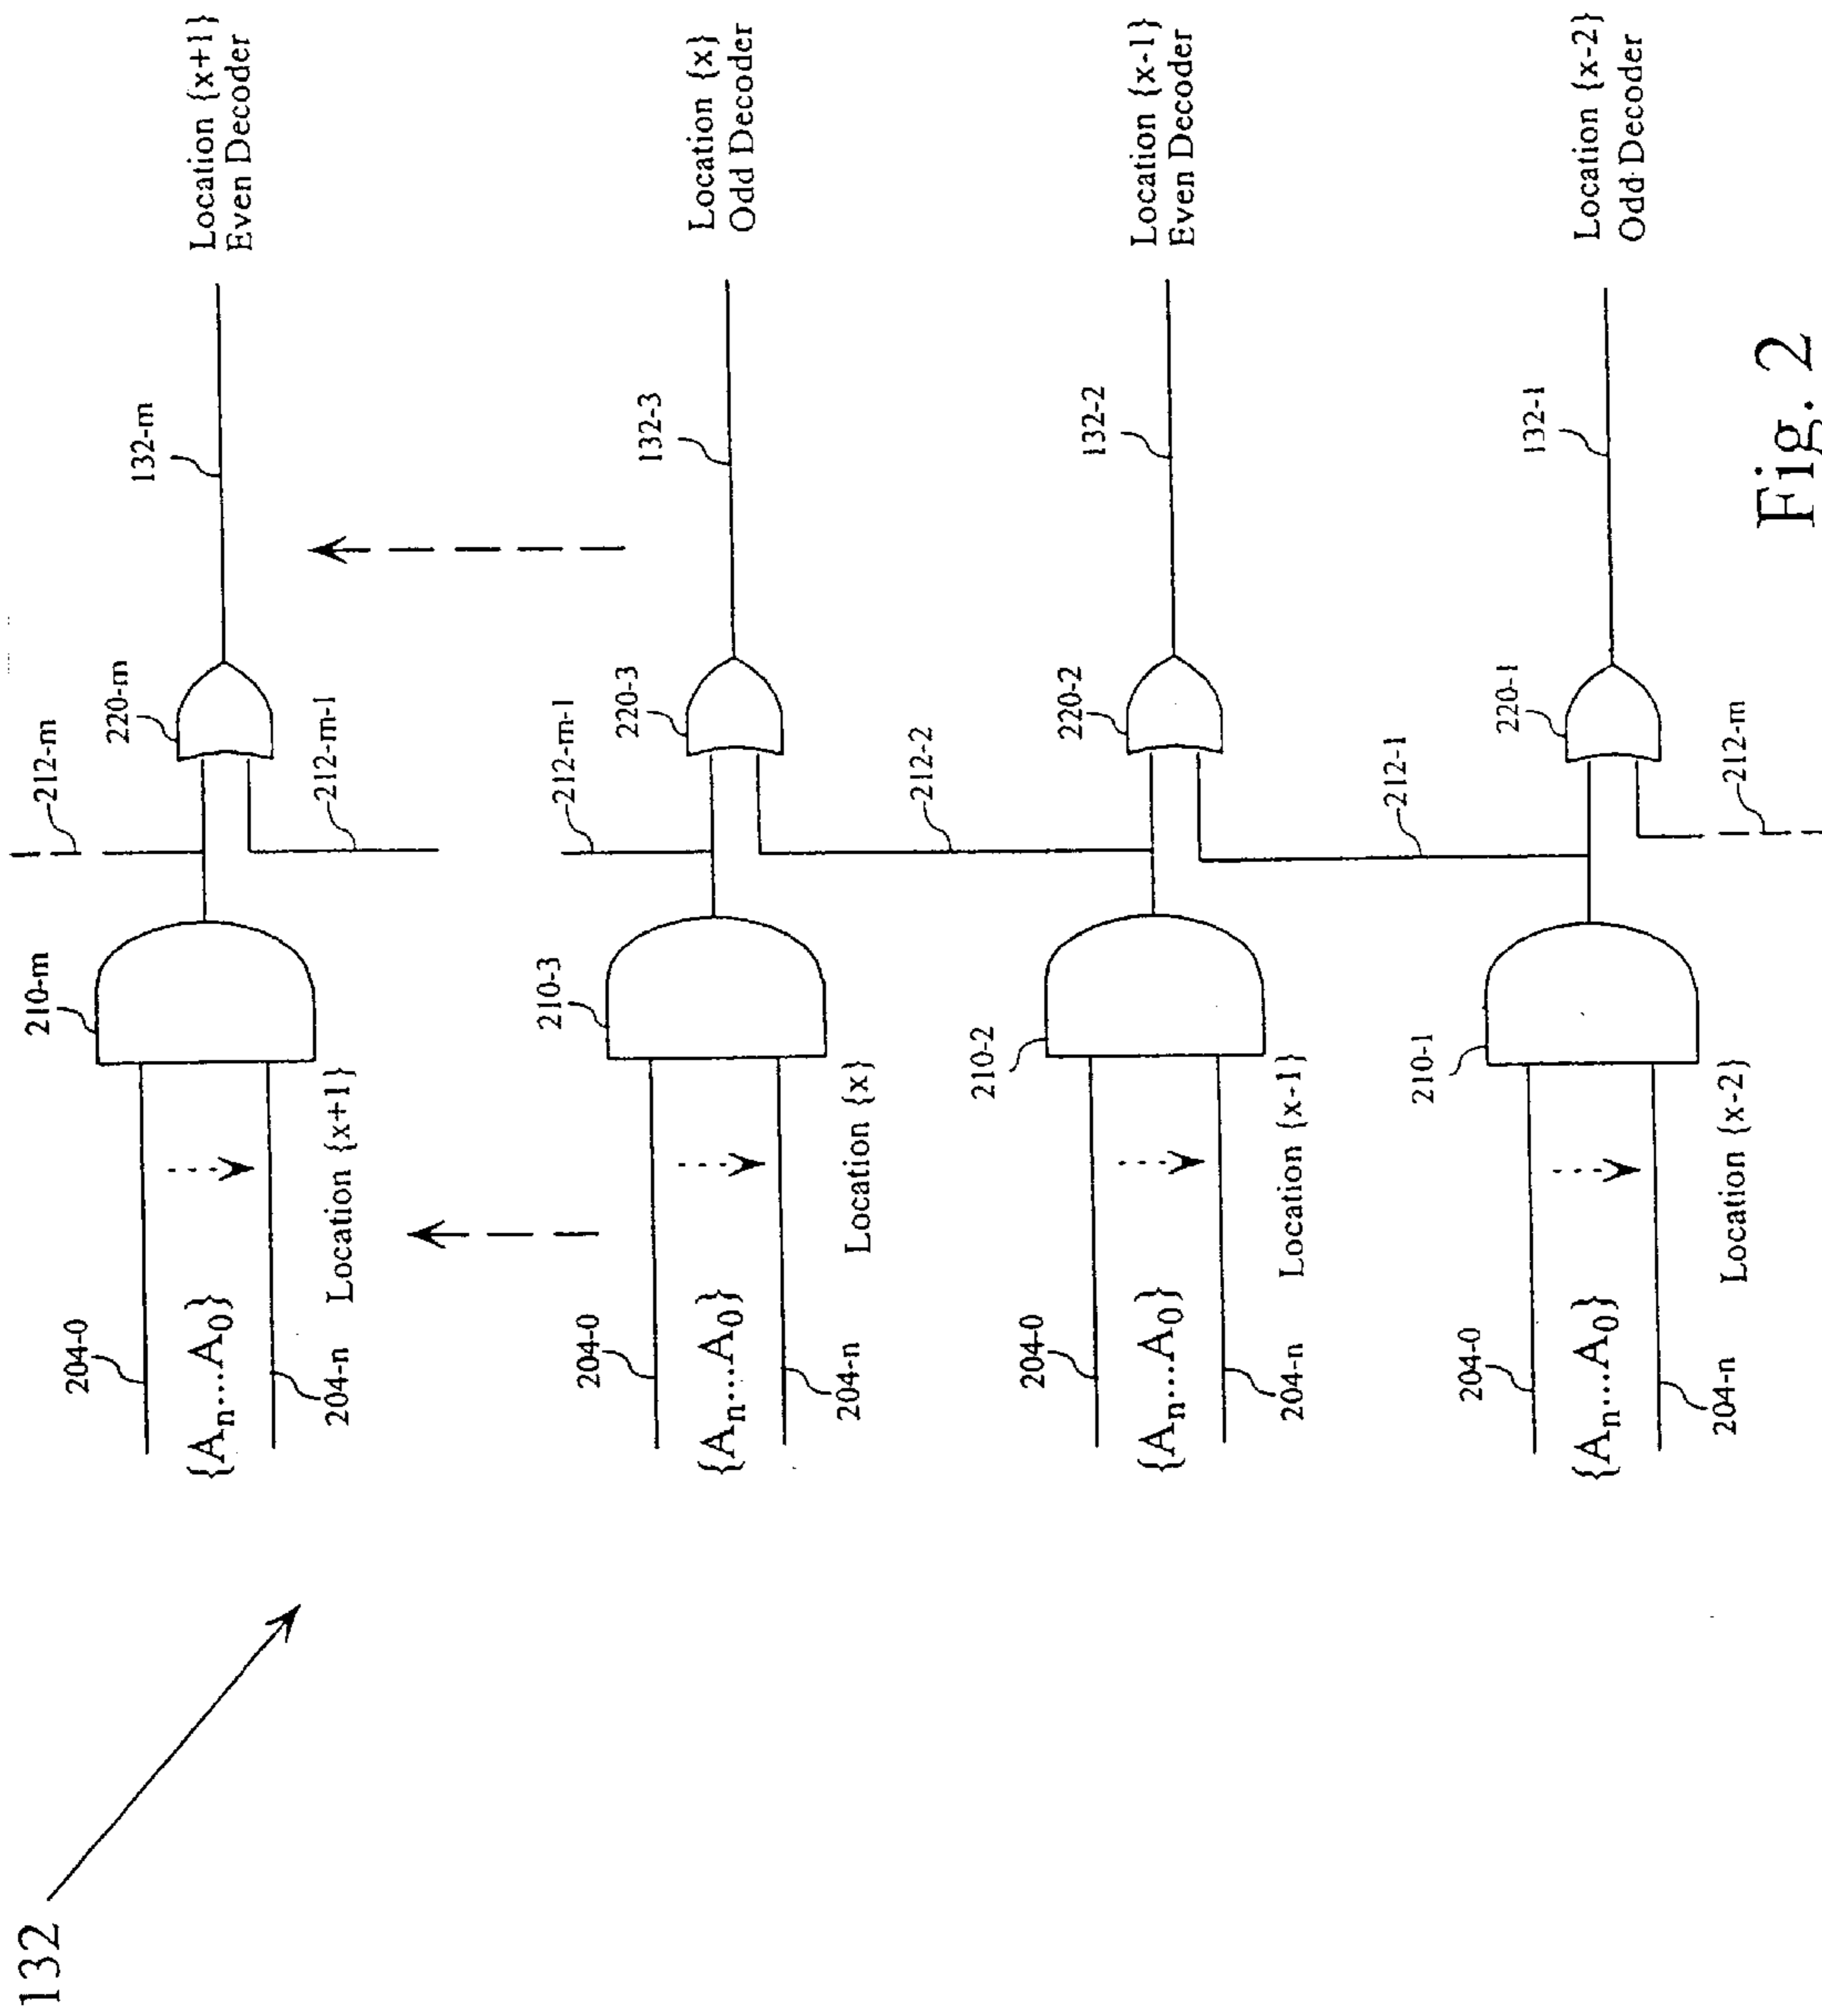 132
204-0
{Aₙ....A₀}
204-n
Location {x+1}
210-m
212-m
220-m
212-m-1
132-m
Location {x+1}
Even Decoder
204-0
{Aₙ....A₀}
204-n
Location {x}
210-3
212-m-1
220-3
212-2
132-3
Location {x}
Odd Decoder
204-0
{Aₙ....A₀}
204-n
Location {x-1}
210-2
220-2
212-1
132-2
Location {x-1}
Even Decoder
204-0
{Aₙ....A₀}
204-n
Location {x-2}
210-1
220-1
212-m
132-1
Location {x-2}
Odd Decoder
Fig. 2